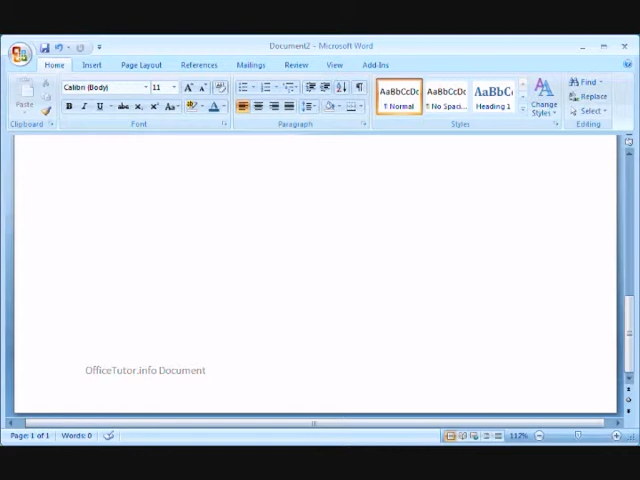 Document2 - Microsoft Word
Home Insert Page Layout References Mailings Review View Add Ins
Paste
Calibri (Body) 11
AaBbCcDc AaBbCcDc AaBbCc
¶ Normal ¶ No Spaci... Heading 1
Change Styles
Find
Replace
Select
Clipboard Font Paragraph Styles Editing
OfficeTutor.info Document
Page: 1 of 1 Words: 0 112%